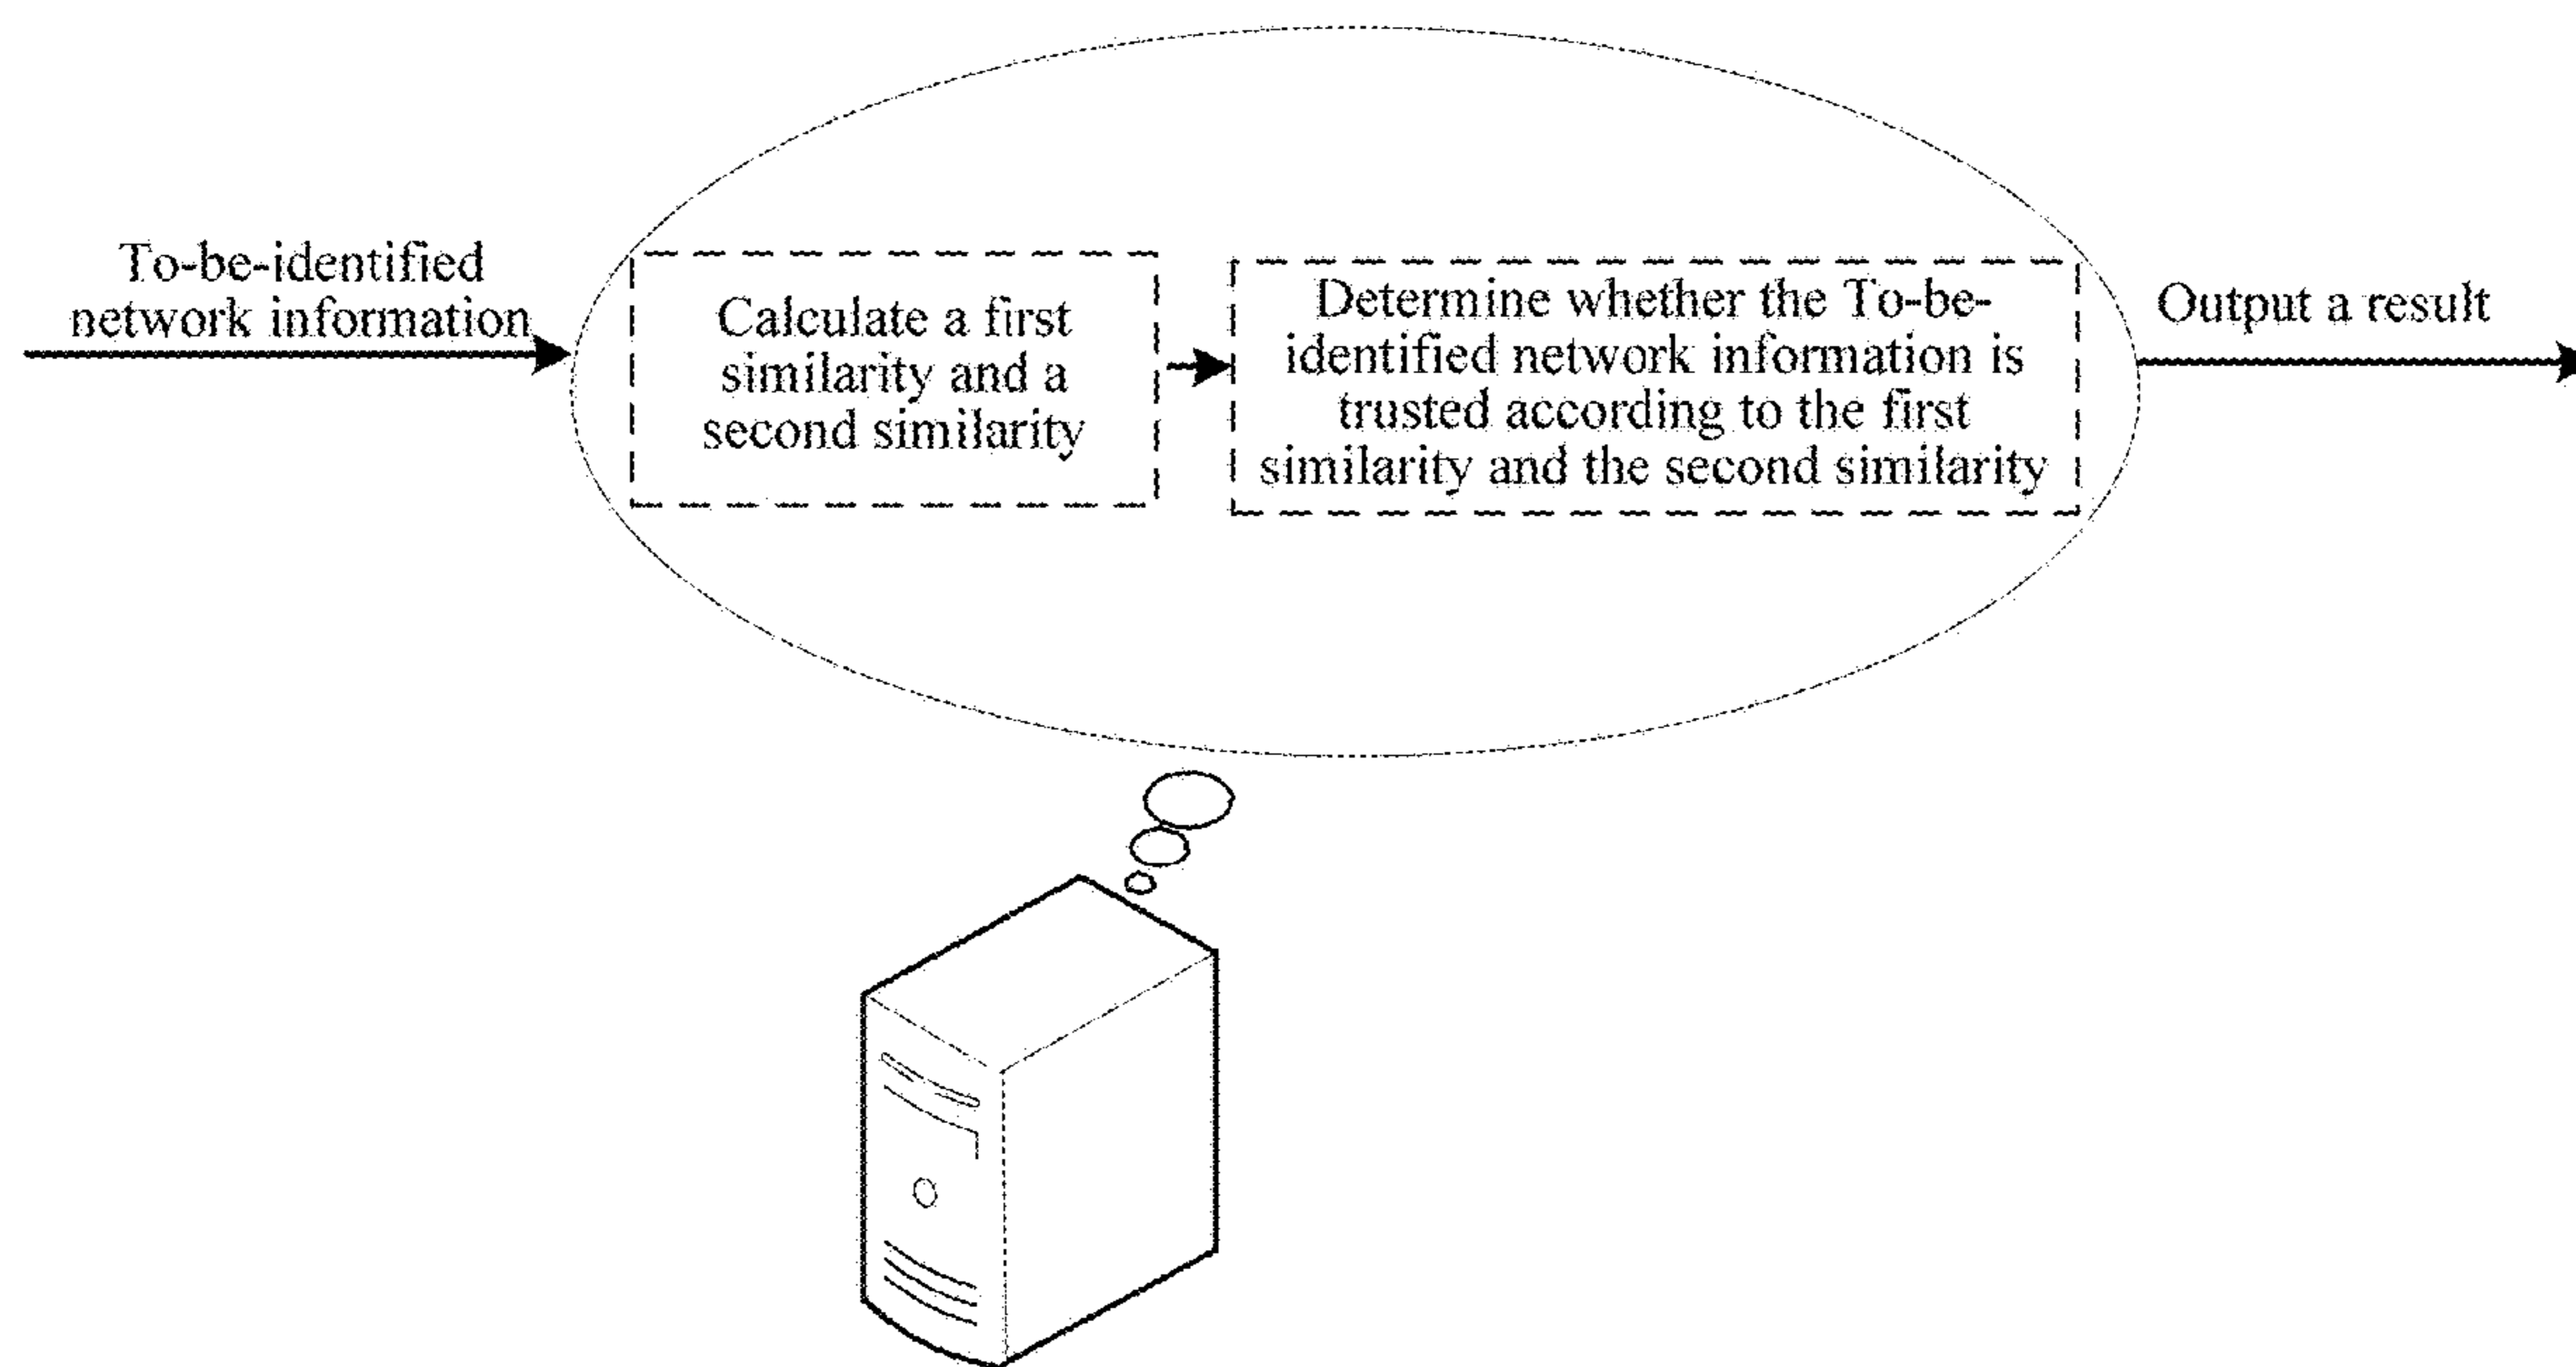 To-be-identified
network information
Calculate a first
similarity and a
second similarity
Determine whether the To-be-
identified network information is
trusted according to the first
similarity and the second similarity
Output a result